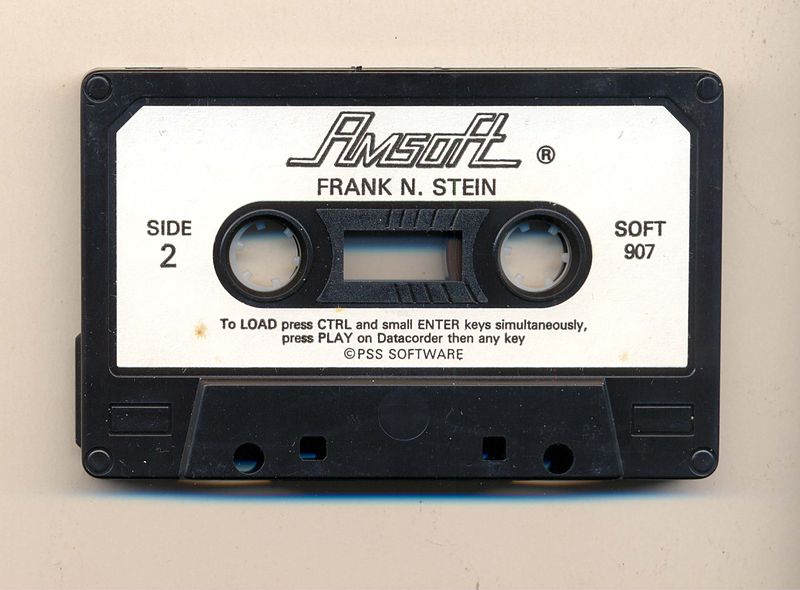 Amsoft ®
FRANK N. STEIN
SIDE
2
SOFT
907
To LOAD press CTRL and small ENTER keys simultaneously,
press PLAY on Datacorder then any key
©PSS SOFTWARE